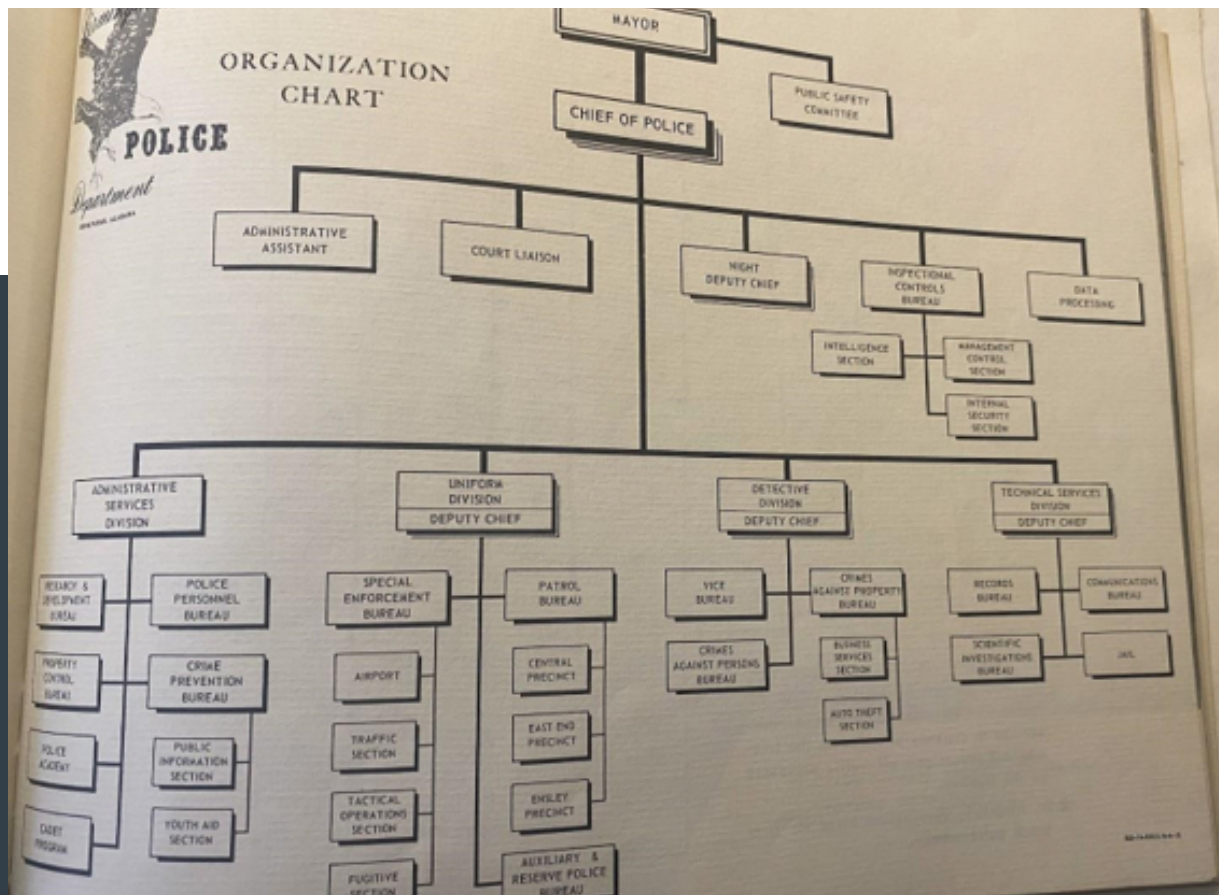 ORGANIZATION
CHART
POLICE
Department
MAYOR
PUBLIC SAFETY
COMMITTEE
CHIEF OF POLICE
ADMINISTRATIVE
ASSISTANT
COURT LIAISON
NIGHT
DEPUTY CHIEF
INSPECTIONAL
CONTROLS
BUREAU
DATA
PROCESSING
INTELLIGENCE
SECTION
MANAGEMENT
CONTROL
SECTION
INTERNAL
SECURITY
SECTION
ADMINISTRATIVE
SERVICES
DIVISION
UNIFORM
DIVISION
DEPUTY CHIEF
DETECTIVE
DIVISION
DEPUTY CHIEF
TECHNICAL SERVICES
DIVISION
DEPUTY CHIEF
RESEARCH &
DEVELOPMENT
BUREAU
POLICE
PERSONNEL
BUREAU
PROPERTY
CONTROL
BUREAU
CRIME
PREVENTION
BUREAU
POLICE
ACADEMY
PUBLIC
INFORMATION
SECTION
CADET
PROGRAM
YOUTH AID
SECTION
SPECIAL
ENFORCEMENT
BUREAU
PATROL
BUREAU
AIRPORT
CENTRAL
PRECINCT
TRAFFIC
SECTION
EAST END
PRECINCT
TACTICAL
OPERATIONS
SECTION
ENSLEY
PRECINCT
FUGITIVE
SECTION
AUXILIARY &
RESERVE POLICE
BUREAU
VICE
BUREAU
CRIMES
AGAINST PROPERTY
BUREAU
CRIMES
AGAINST PERSONS
BUREAU
BUSINESS
SERVICES
SECTION
AUTO THEFT
SECTION
RECORDS
BUREAU
COMMUNICATIONS
BUREAU
SCIENTIFIC
INVESTIGATIONS
BUREAU
JAIL